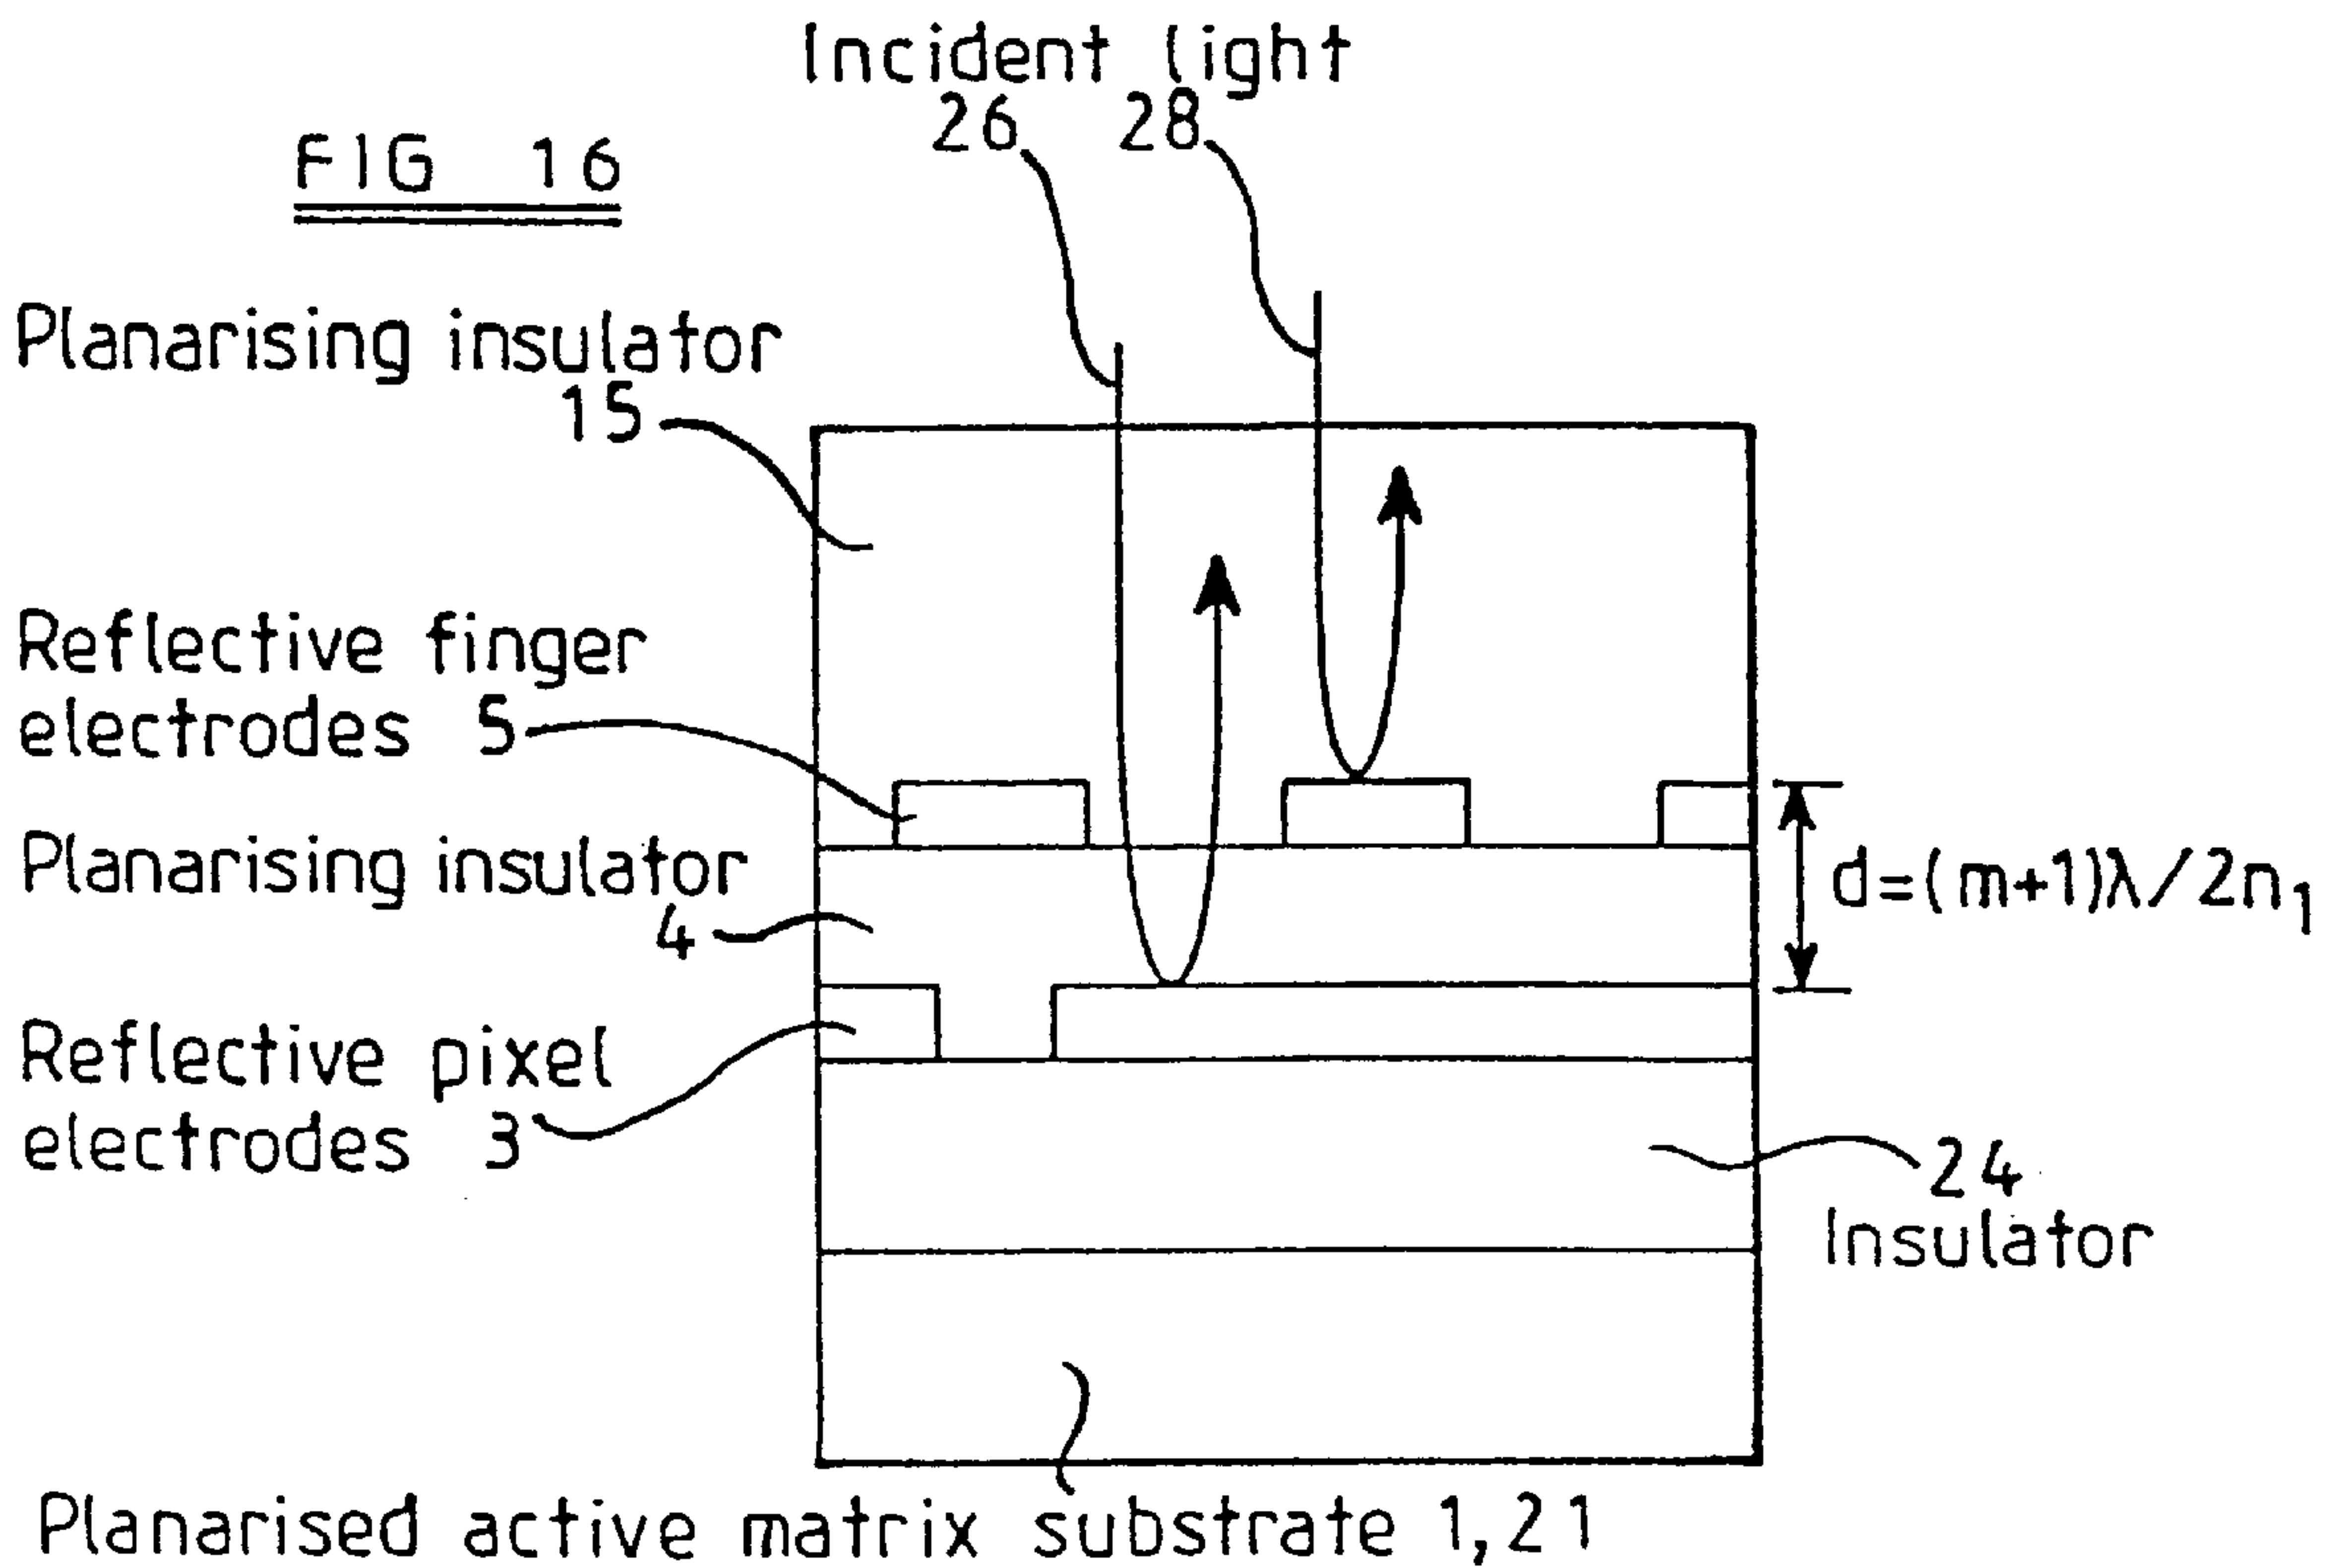 Incident light
26 28
FIG 16
Planarising insulator
15
Reflective finger
electrodes 5
Planarising insulator
4
d=(m+1)λ/2n₁
Reflective pixel
electrodes 3
24
Insulator
Planarised active matrix substrate 1,21